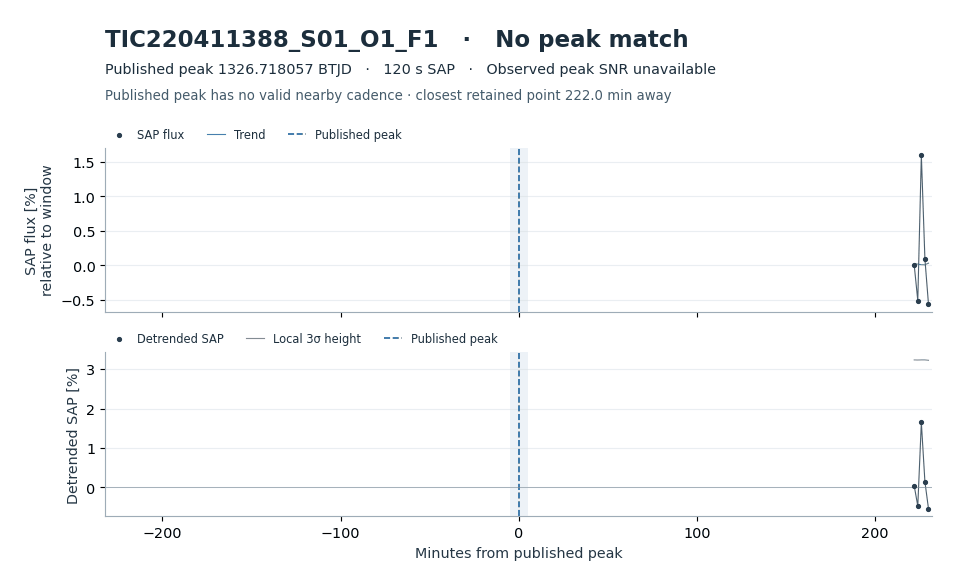 TIC220411388_S01_O1_F1 · No peak match
Published peak 1326.718057 BTJD · 120 s SAP · Observed peak SNR unavailable
Published peak has no valid nearby cadence · closest retained point 222.0 min away
SAP flux Trend Published peak
SAP flux [%]
relative to window
1.5
1.0
0.5
0.0
−0.5
Detrended SAP Local 3σ height Published peak
Detrended SAP [%]
3
2
1
0
−200 −100 0 100 200
Minutes from published peak